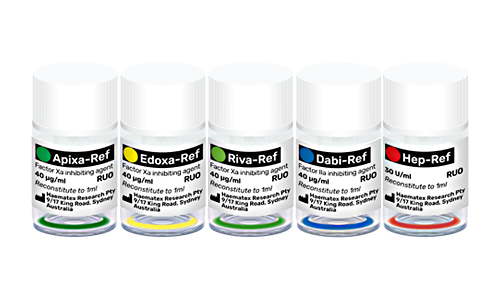 Apixa-Ref
Factor Xa inhibiting agent
40 µg/ml RUO
Reconstitute to 1ml
Haematex Research Pty
9/17 King Road, Sydney
Australia
Edoxa-Ref
Factor Xa inhibiting agent
40 µg/ml RUO
Reconstitute to 1ml
Haematex Research Pty
9/17 King Road, Sydney
Australia
Riva-Ref
Factor Xa inhibiting agent
40 µg/ml RUO
Reconstitute to 1ml
Haematex Research Pty
9/17 King Road, Sydney
Australia
Dabi-Ref
Factor IIa inhibiting agent
40 µg/ml RUO
Reconstitute to 1ml
Haematex Research Pty
9/17 King Road, Sydney
Australia
Hep-Ref
30 U/ml RUO
Reconstitute to 1ml
Haematex Research Pty
9/17 King Road, Sydney
Australia